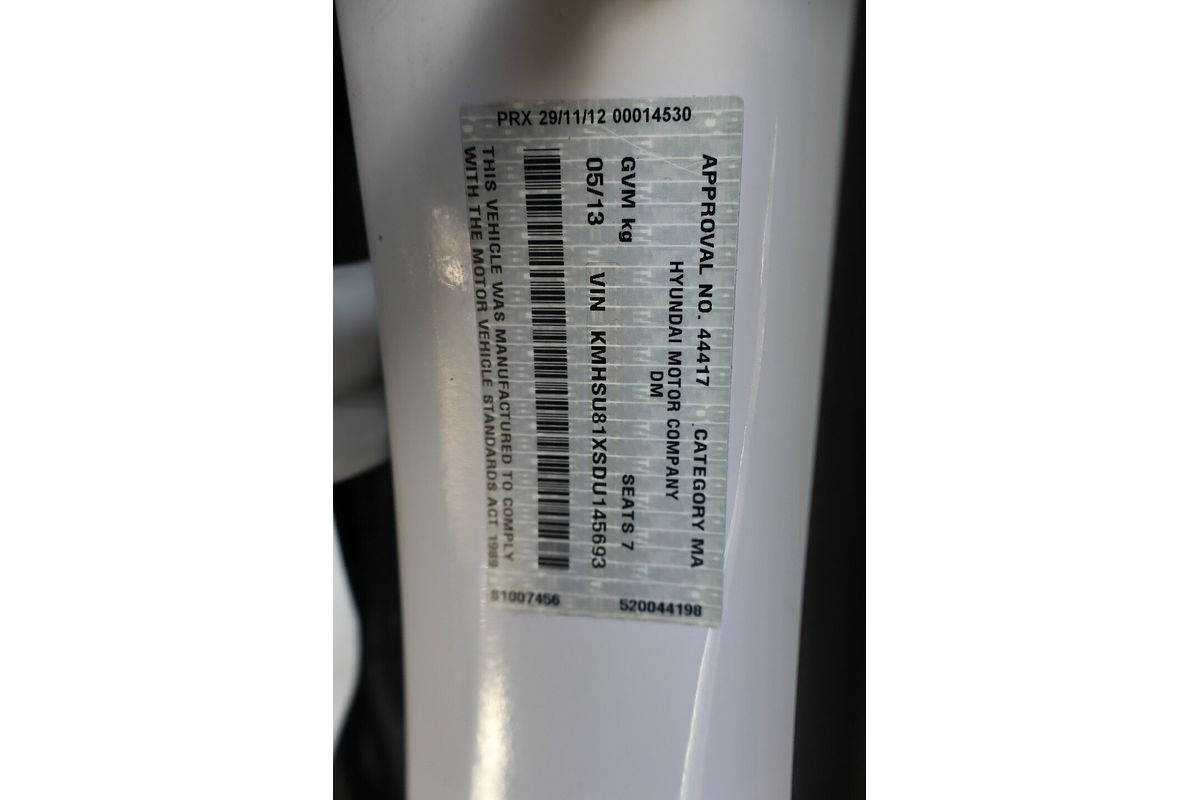 PRX 29/11/12 00014530
APPROVAL NO. 44417 CATEGORY MA
HYUNDAI MOTOR COMPANY
DM
GVM kg SEATS 7
05/13 VIN KMHSU81XSDU145693
THIS VEHICLE WAS MANUFACTURED TO COMPLY
WITH THE MOTOR VEHICLE STANDARDS ACT 1989
81007456 520044198